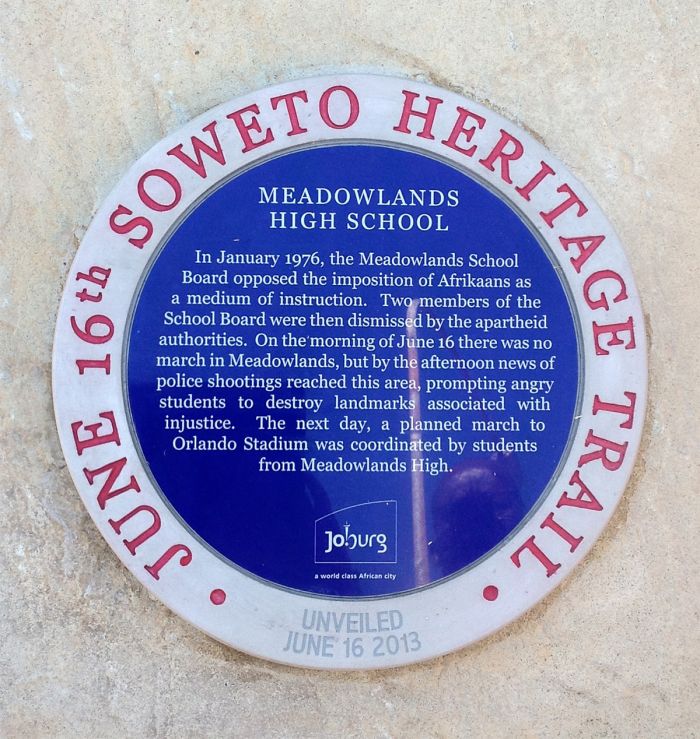 JUNE 16th SOWETO HERITAGE TRAIL
MEADOWLANDS
HIGH SCHOOL
In January 1976, the Meadowlands School
Board opposed the imposition of Afrikaans as
a medium of instruction. Two members of the
School Board were then dismissed by the apartheid
authorities. On the morning of June 16 there was no
march in Meadowlands, but by the afternoon news of
police shootings reached this area, prompting angry
students to destroy landmarks associated with
injustice. The next day, a planned march to
Orlando Stadium was coordinated by students
from Meadowlands High.
Joburg
a world class African city
UNVEILED
JUNE 16 2013